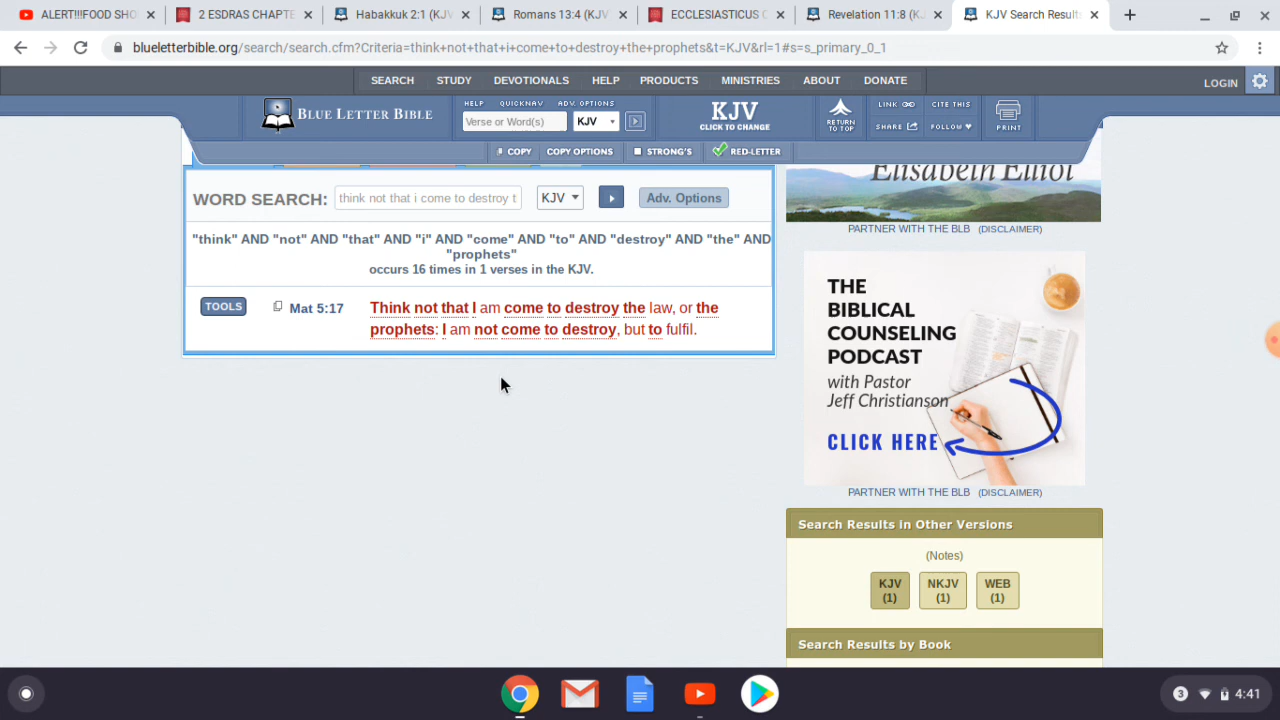 ALERT!!!FOOD SHO
2 ESDRAS CHAPTE
Habakkuk 2:1 (KJV
Romans 13:4 (KJV
ECCLESIASTICUS C
Revelation 11:8 (KJ
KJV Search Results
blueletterbible.org/search/search.cfm?Criteria=think+not+that+i+come+to+destroy+the+prophets&t=KJV&rl=1#s=s_primary_0_1
SEARCH STUDY DEVOTIONALS HELP PRODUCTS MINISTRIES ABOUT DONATE
LOGIN
BLUE LETTER BIBLE
HELP QUICKNAV ADV. OPTIONS
Verse or Word(s) KJV
KJV
CLICK TO CHANGE
RETURN TO TOP
LINK CITE THIS
SHARE FOLLOW
PRINT
COPY COPY OPTIONS STRONG'S RED-LETTER
WORD SEARCH: think not that i come to destroy t KJV Adv. Options
"think" AND "not" AND "that" AND "i" AND "come" AND "to" AND "destroy" AND "the" AND
"prophets"
occurs 16 times in 1 verses in the KJV.
TOOLS Mat 5:17 Think not that I am come to destroy the law, or the
prophets: I am not come to destroy, but to fulfil.
Elisabeth Elliot
PARTNER WITH THE BLB (DISCLAIMER)
THE
BIBLICAL
COUNSELING
PODCAST
with Pastor
Jeff Christianson
CLICK HERE
PARTNER WITH THE BLB (DISCLAIMER)
Search Results in Other Versions
(Notes)
KJV
(1)
NKJV
(1)
WEB
(1)
Search Results by Book
3 4:41